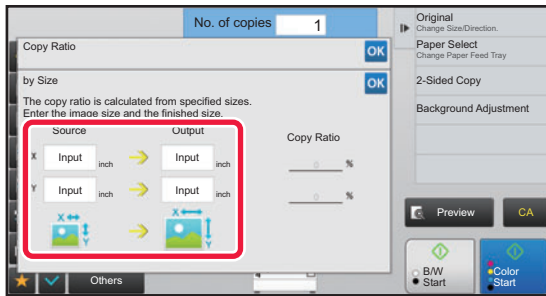 No. of copies 1
Copy Ratio OK
by Size OK
The copy ratio is calculated from specified sizes.
Enter the image size and the finished size.
Source Output
Copy Ratio
X Input inch Input inch
0 %
Y Input inch Input inch
0 %
X X
Y Y
Others
Original
Change Size/Direction.
Paper Select
Change Paper Feed Tray
2-Sided Copy
Background Adjustment
Preview CA
B/W
Start
Color
Start